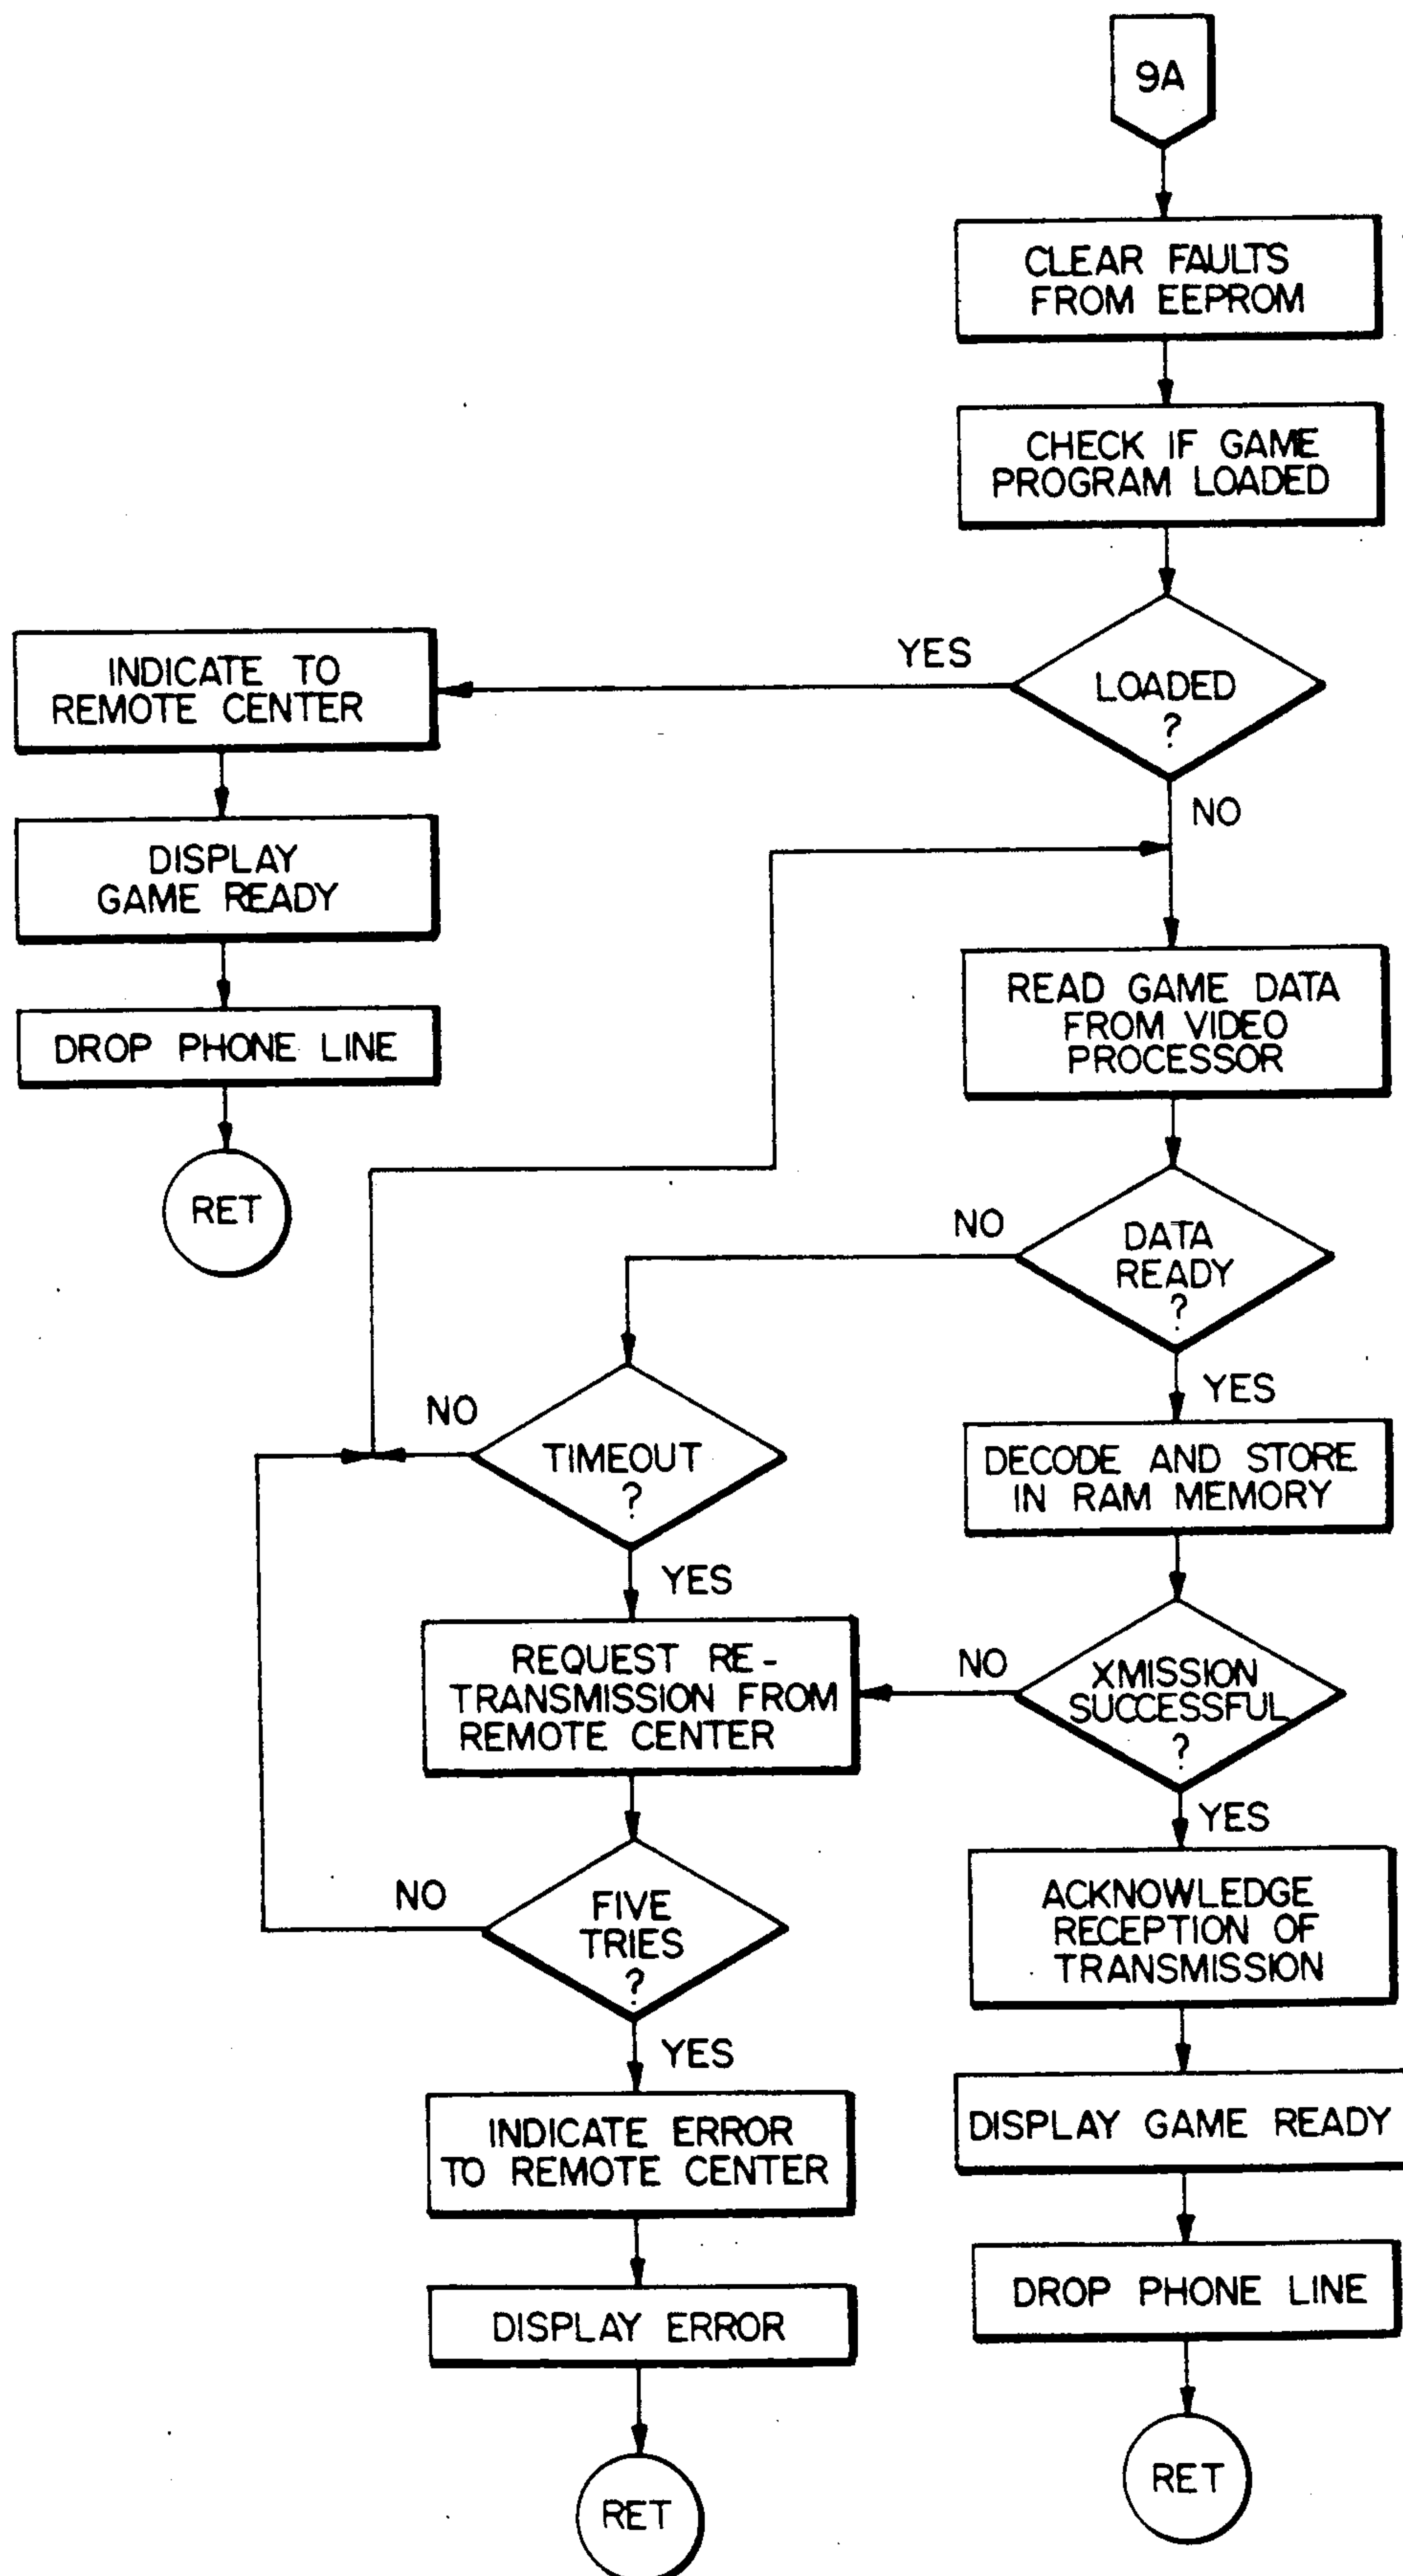 9A
CLEAR FAULTS
FROM EEPROM
CHECK IF GAME
PROGRAM LOADED
LOADED
?
YES
NO
INDICATE TO
REMOTE CENTER
DISPLAY
GAME READY
DROP PHONE LINE
RET
READ GAME DATA
FROM VIDEO
PROCESSOR
DATA
READY
?
NO
YES
TIMEOUT
?
NO
YES
DECODE AND STORE
IN RAM MEMORY
REQUEST RE-
TRANSMISSION FROM
REMOTE CENTER
XMISSION
SUCCESSFUL
?
NO
YES
FIVE
TRIES
?
NO
YES
ACKNOWLEDGE
RECEPTION OF
TRANSMISSION
INDICATE ERROR
TO REMOTE CENTER
DISPLAY GAME READY
DISPLAY ERROR
DROP PHONE LINE
RET
RET